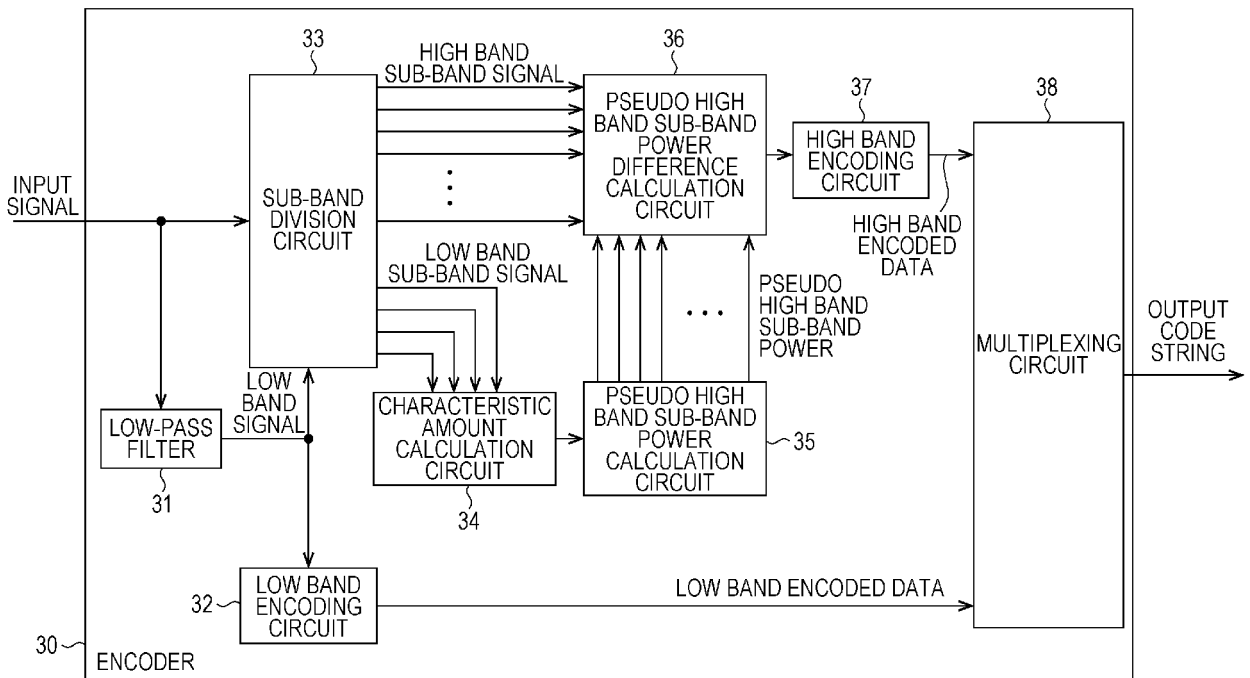 33
HIGH BAND
SUB-BAND SIGNAL
36
37
38
INPUT
SIGNAL
SUB-BAND
DIVISION
CIRCUIT
PSEUDO HIGH
BAND SUB-BAND
POWER
DIFFERENCE
CALCULATION
CIRCUIT
HIGH BAND
ENCODING
CIRCUIT
HIGH BAND
ENCODED
DATA
LOW BAND
SUB-BAND SIGNAL
PSEUDO
HIGH BAND
SUB-BAND
POWER
MULTIPLEXING
CIRCUIT
OUTPUT
CODE
STRING
LOW-PASS
FILTER
31
LOW
BAND
SIGNAL
CHARACTERISTIC
AMOUNT
CALCULATION
CIRCUIT
34
PSEUDO HIGH
BAND SUB-BAND
POWER
CALCULATION
CIRCUIT
35
32
LOW BAND
ENCODING
CIRCUIT
LOW BAND ENCODED DATA
30
ENCODER